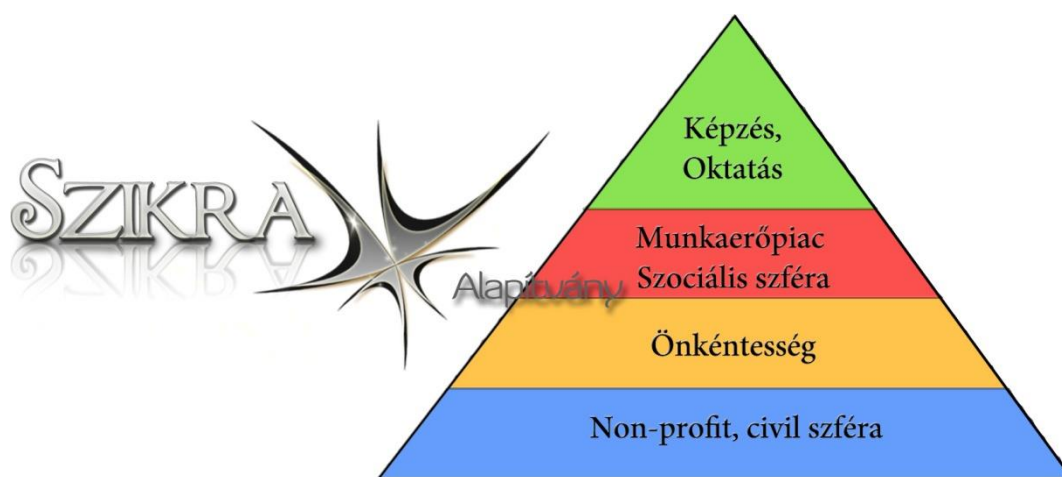 SZIKRA
Alapítvány
Képzés,
Oktatás
Munkaerőpiac
Szociális szféra
Önkéntesség
Non-profit, civil szféra